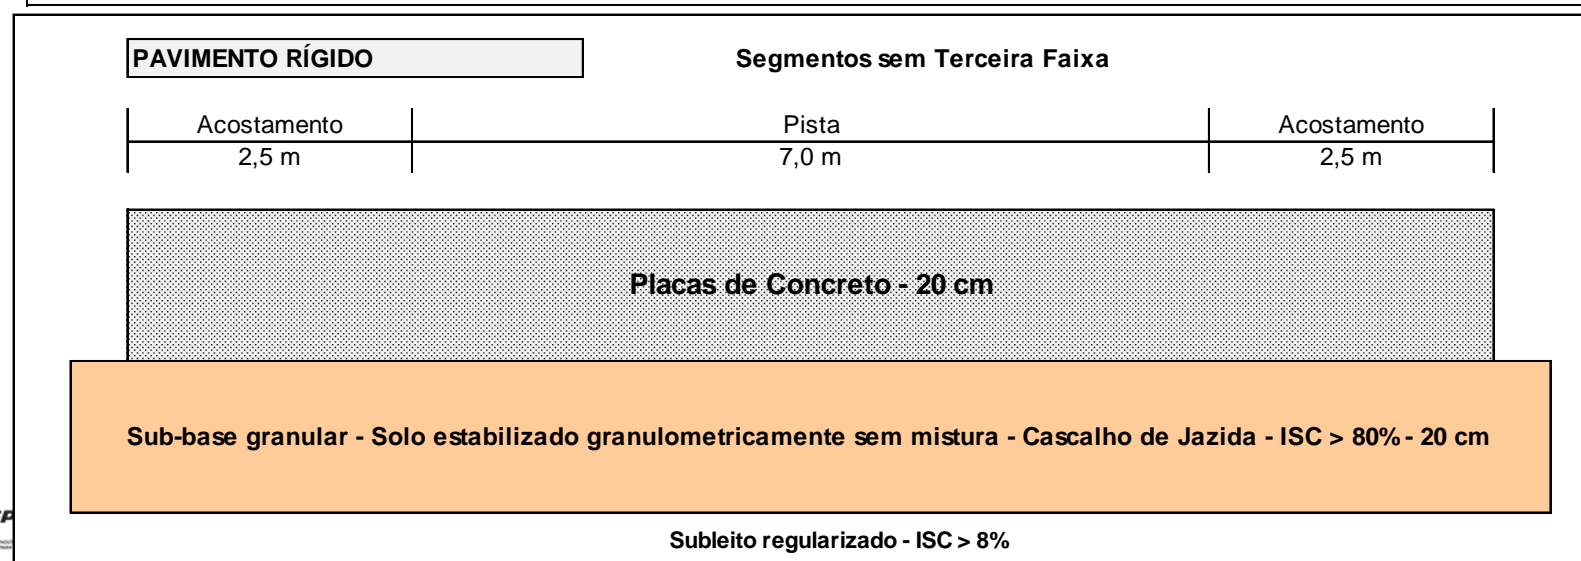 PAVIMENTO RÍGIDO
Segmentos sem Terceira Faixa
Acostamento Pista Acostamento
2,5 m 7,0 m 2,5 m
Placas de Concreto - 20 cm
Sub-base granular - Solo estabilizado granulometricamente sem mistura - Cascalho de Jazida - ISC > 80% - 20 cm
Subleito regularizado - ISC > 8%